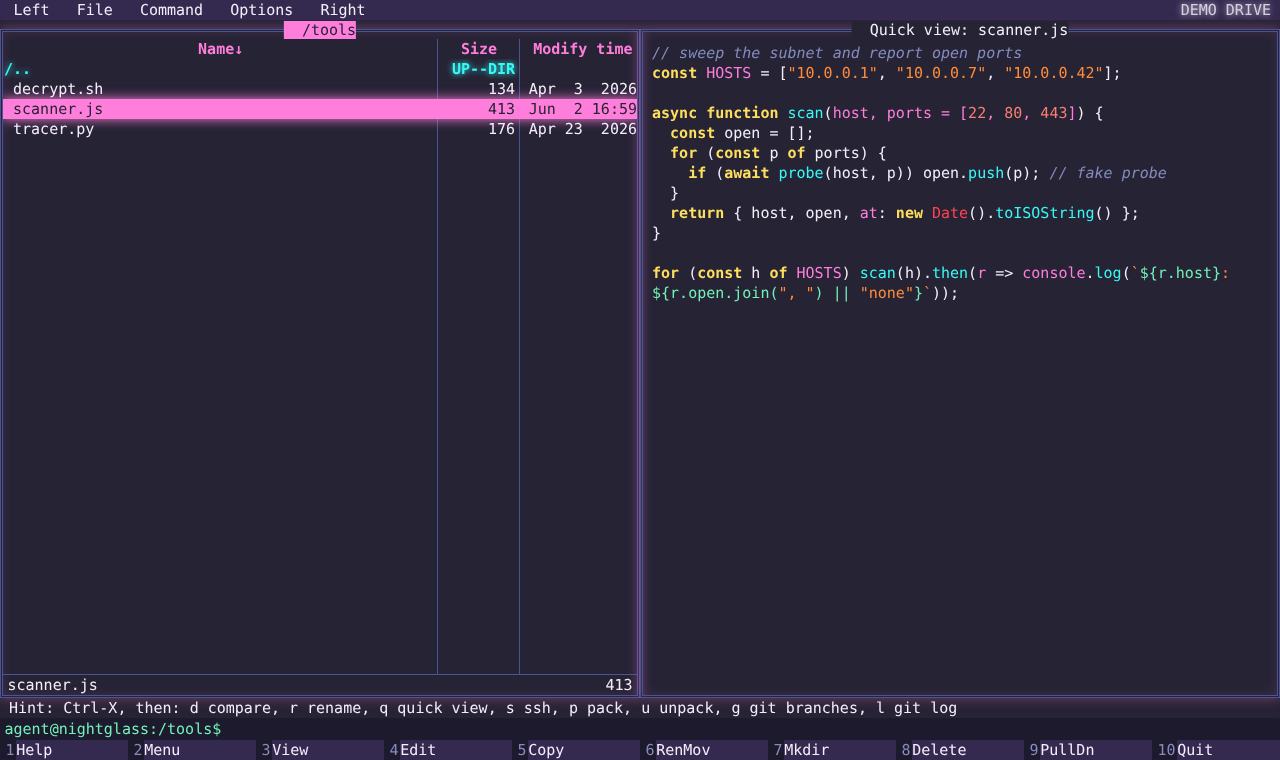 Left File Command Options Right DEMO DRIVE
/tools
Name↓ Size Modify time
/.. UP--DIR
decrypt.sh 134 Apr 3 2026
scanner.js 413 Jun 2 16:59
tracer.py 176 Apr 23 2026
scanner.js 413
Quick view: scanner.js
// sweep the subnet and report open ports
const HOSTS = ["10.0.0.1", "10.0.0.7", "10.0.0.42"];
async function scan(host, ports = [22, 80, 443]) {
  const open = [];
  for (const p of ports) {
    if (await probe(host, p)) open.push(p); // fake probe
  }
  return { host, open, at: new Date().toISOString() };
}
for (const h of HOSTS) scan(h).then(r => console.log(`${r.host}:
${r.open.join(", ") || "none"}`));
Hint: Ctrl-X, then: d compare, r rename, q quick view, s ssh, p pack, u unpack, g git branches, l git log
agent@nightglass:/tools$
1Help 2Menu 3View 4Edit 5Copy 6RenMov 7Mkdir 8Delete 9PullDn 10Quit